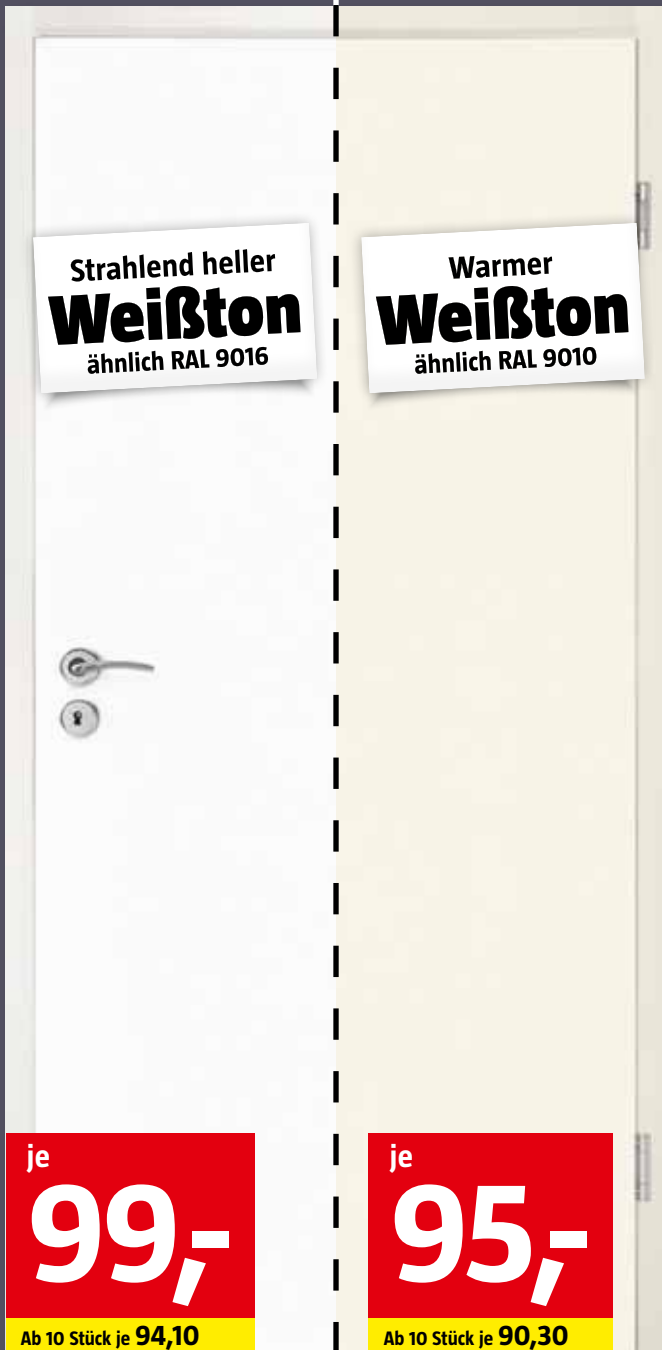 Strahlend heller
Weißton
ähnlich RAL 9016
Warmer
Weißton
ähnlich RAL 9010
je
99,-
Ab 10 Stück je 94,10
je
95,-
Ab 10 Stück je 90,30